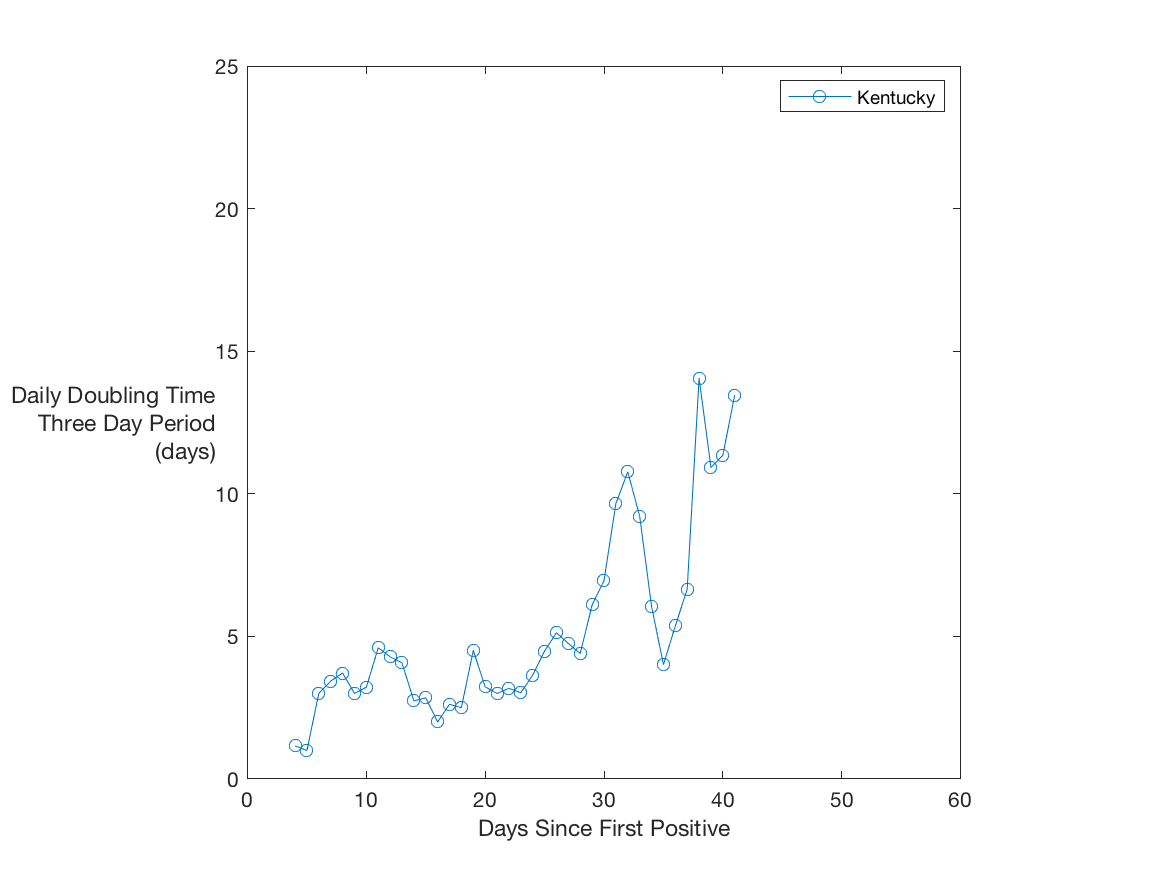 25
Kentucky
20
15
Daily Doubling Time
Three Day Period
(days)
10
5
0
0 10 20 30 40 50 60
Days Since First Positive